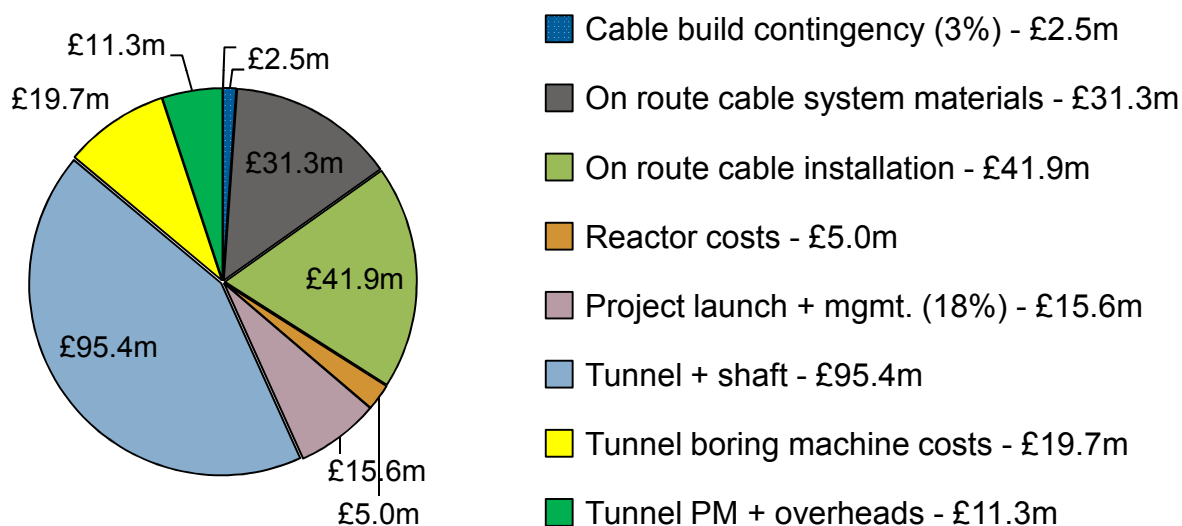 £11.3m
£2.5m
£19.7m
£31.3m
£41.9m
£95.4m
£15.6m
£5.0m
Cable build contingency (3%) - £2.5m
On route cable system materials - £31.3m
On route cable installation - £41.9m
Reactor costs - £5.0m
Project launch + mgmt. (18%) - £15.6m
Tunnel + shaft - £95.4m
Tunnel boring machine costs - £19.7m
Tunnel PM + overheads - £11.3m